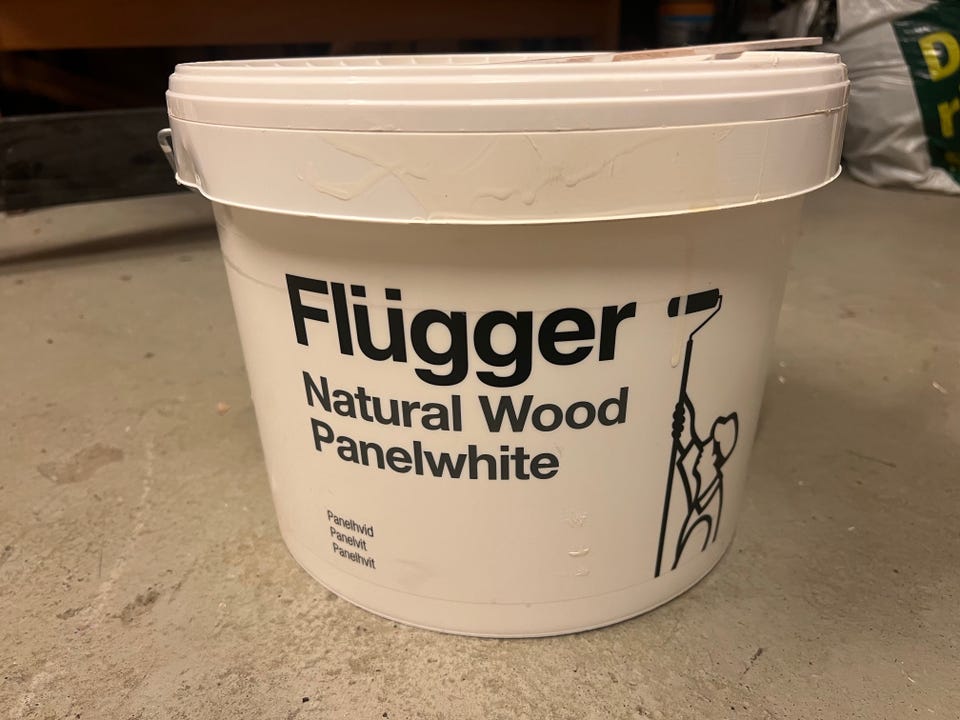 Flügger
Natural Wood
Panelwhite
Panelhvid
Panelvit
Panelhvit